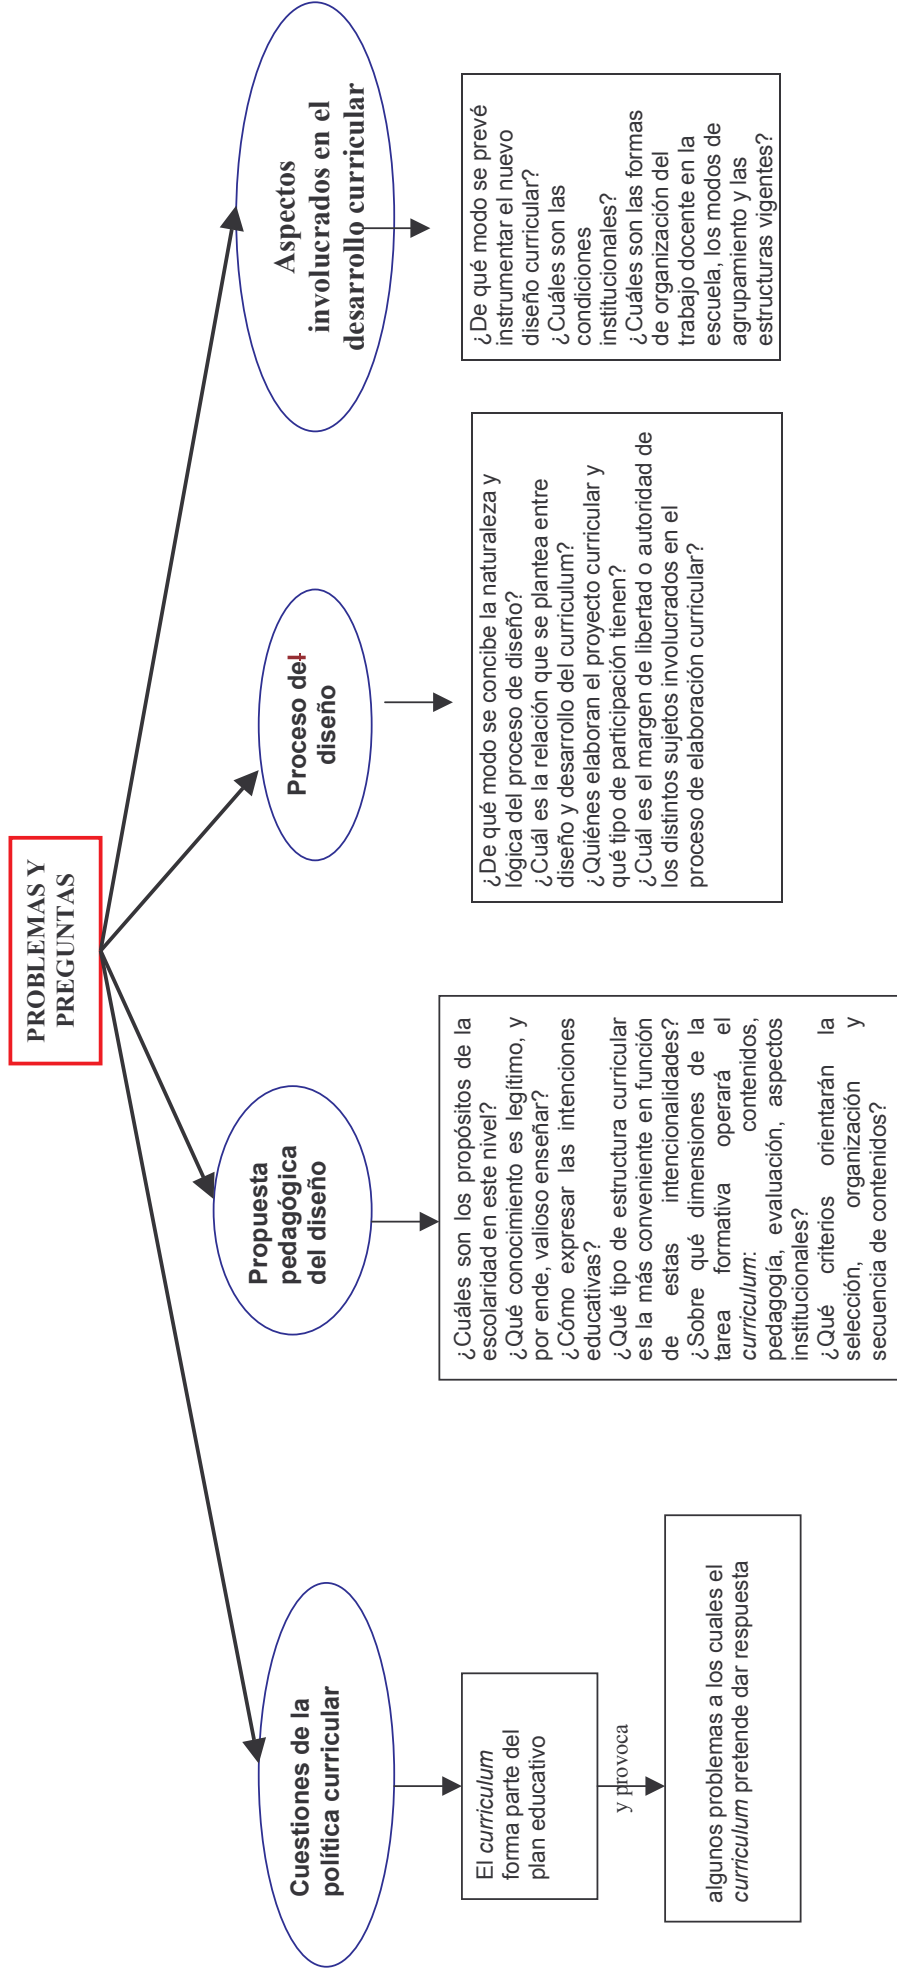 PROBLEMAS Y
PREGUNTAS
Cuestiones de la
política curricular
El curriculum
forma parte del
plan educativo
y provoca
algunos problemas a los cuales el
curriculum pretende dar respuesta
Propuesta
pedagógica
del diseño
¿Cuáles son los propósitos de la
escolaridad en este nivel?
¿Qué conocimiento es legítimo, y
por ende, valioso enseñar?
¿Cómo expresar las intenciones
educativas?
¿Qué tipo de estructura curricular
es la más conveniente en función
de estas intencionalidades?
¿Sobre qué dimensiones de la
tarea formativa operará el
curriculum: contenidos,
pedagogía, evaluación, aspectos
institucionales?
¿Qué criterios orientarán la
selección, organización y
secuencia de contenidos?
Proceso del
diseño
¿De qué modo se concibe la naturaleza y
lógica del proceso de diseño?
¿Cuál es la relación que se plantea entre
diseño y desarrollo del curriculum?
¿Quiénes elaboran el proyecto curricular y
qué tipo de participación tienen?
¿Cuál es el margen de libertad o autoridad de
los distintos sujetos involucrados en el
proceso de elaboración curricular?
Aspectos
involucrados en el
desarrollo curricular
¿De qué modo se prevé
instrumentar el nuevo
diseño curricular?
¿Cuáles son las
condiciones
institucionales?
¿Cuáles son las formas
de organización del
trabajo docente en la
escuela, los modos de
agrupamiento y las
estructuras vigentes?